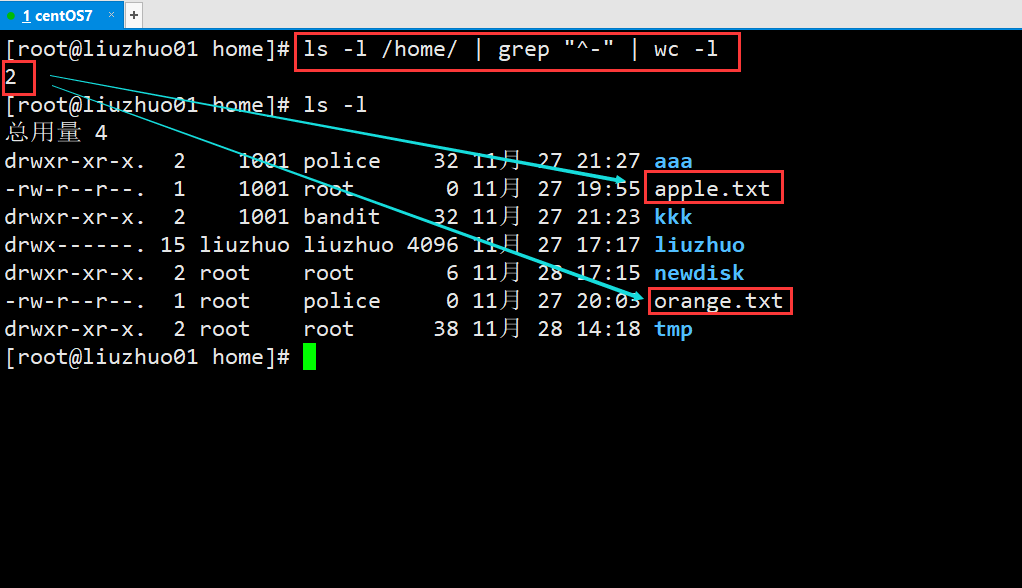 1 centOS7 × +
[root@liuzhuo01 home]# ls -l /home/ | grep "^-" | wc -l
2
[root@liuzhuo01 home]# ls -l
总用量 4
drwxr-xr-x.  2    1001 police    32 11月  27 21:27 aaa
-rw-r--r--.  1    1001 root       0 11月  27 19:55 apple.txt
drwxr-xr-x.  2    1001 bandit    32 11月  27 21:23 kkk
drwx------. 15 liuzhuo liuzhuo 4096 11月  27 17:17 liuzhuo
drwxr-xr-x.  2 root    root       6 11月  28 17:15 newdisk
-rw-r--r--.  1 root    police     0 11月  27 20:03 orange.txt
drwxr-xr-x.  2 root    root      38 11月  28 14:18 tmp
[root@liuzhuo01 home]#